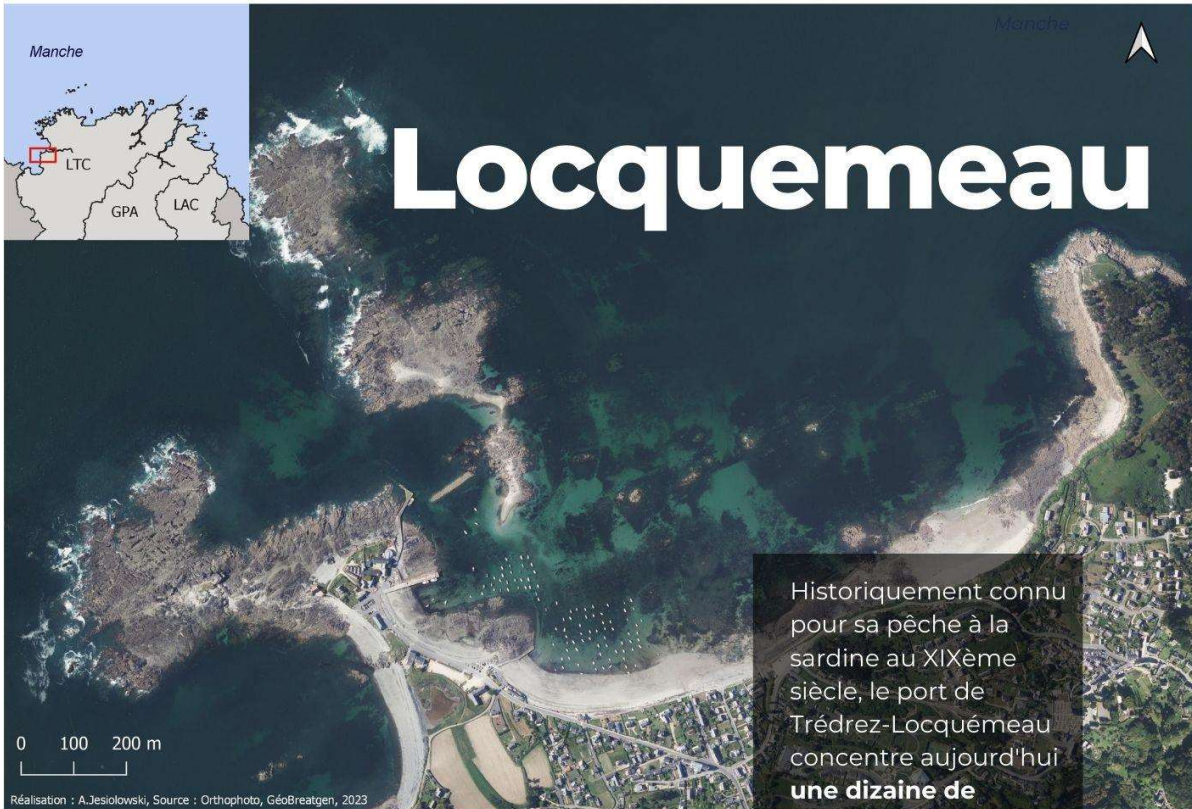 Manche
Manche
LTC
GPA
LAC
Locquemeau
Historiquement connu
pour sa pêche à la
sardine au XIXème
siècle, le port de
Trédrez-Locquémeau
concentre aujourd'hui
une dizaine de
0 100 200 m
Réalisation : A.Jesiolowski, Source : Orthophoto, GéoBreatgen, 2023